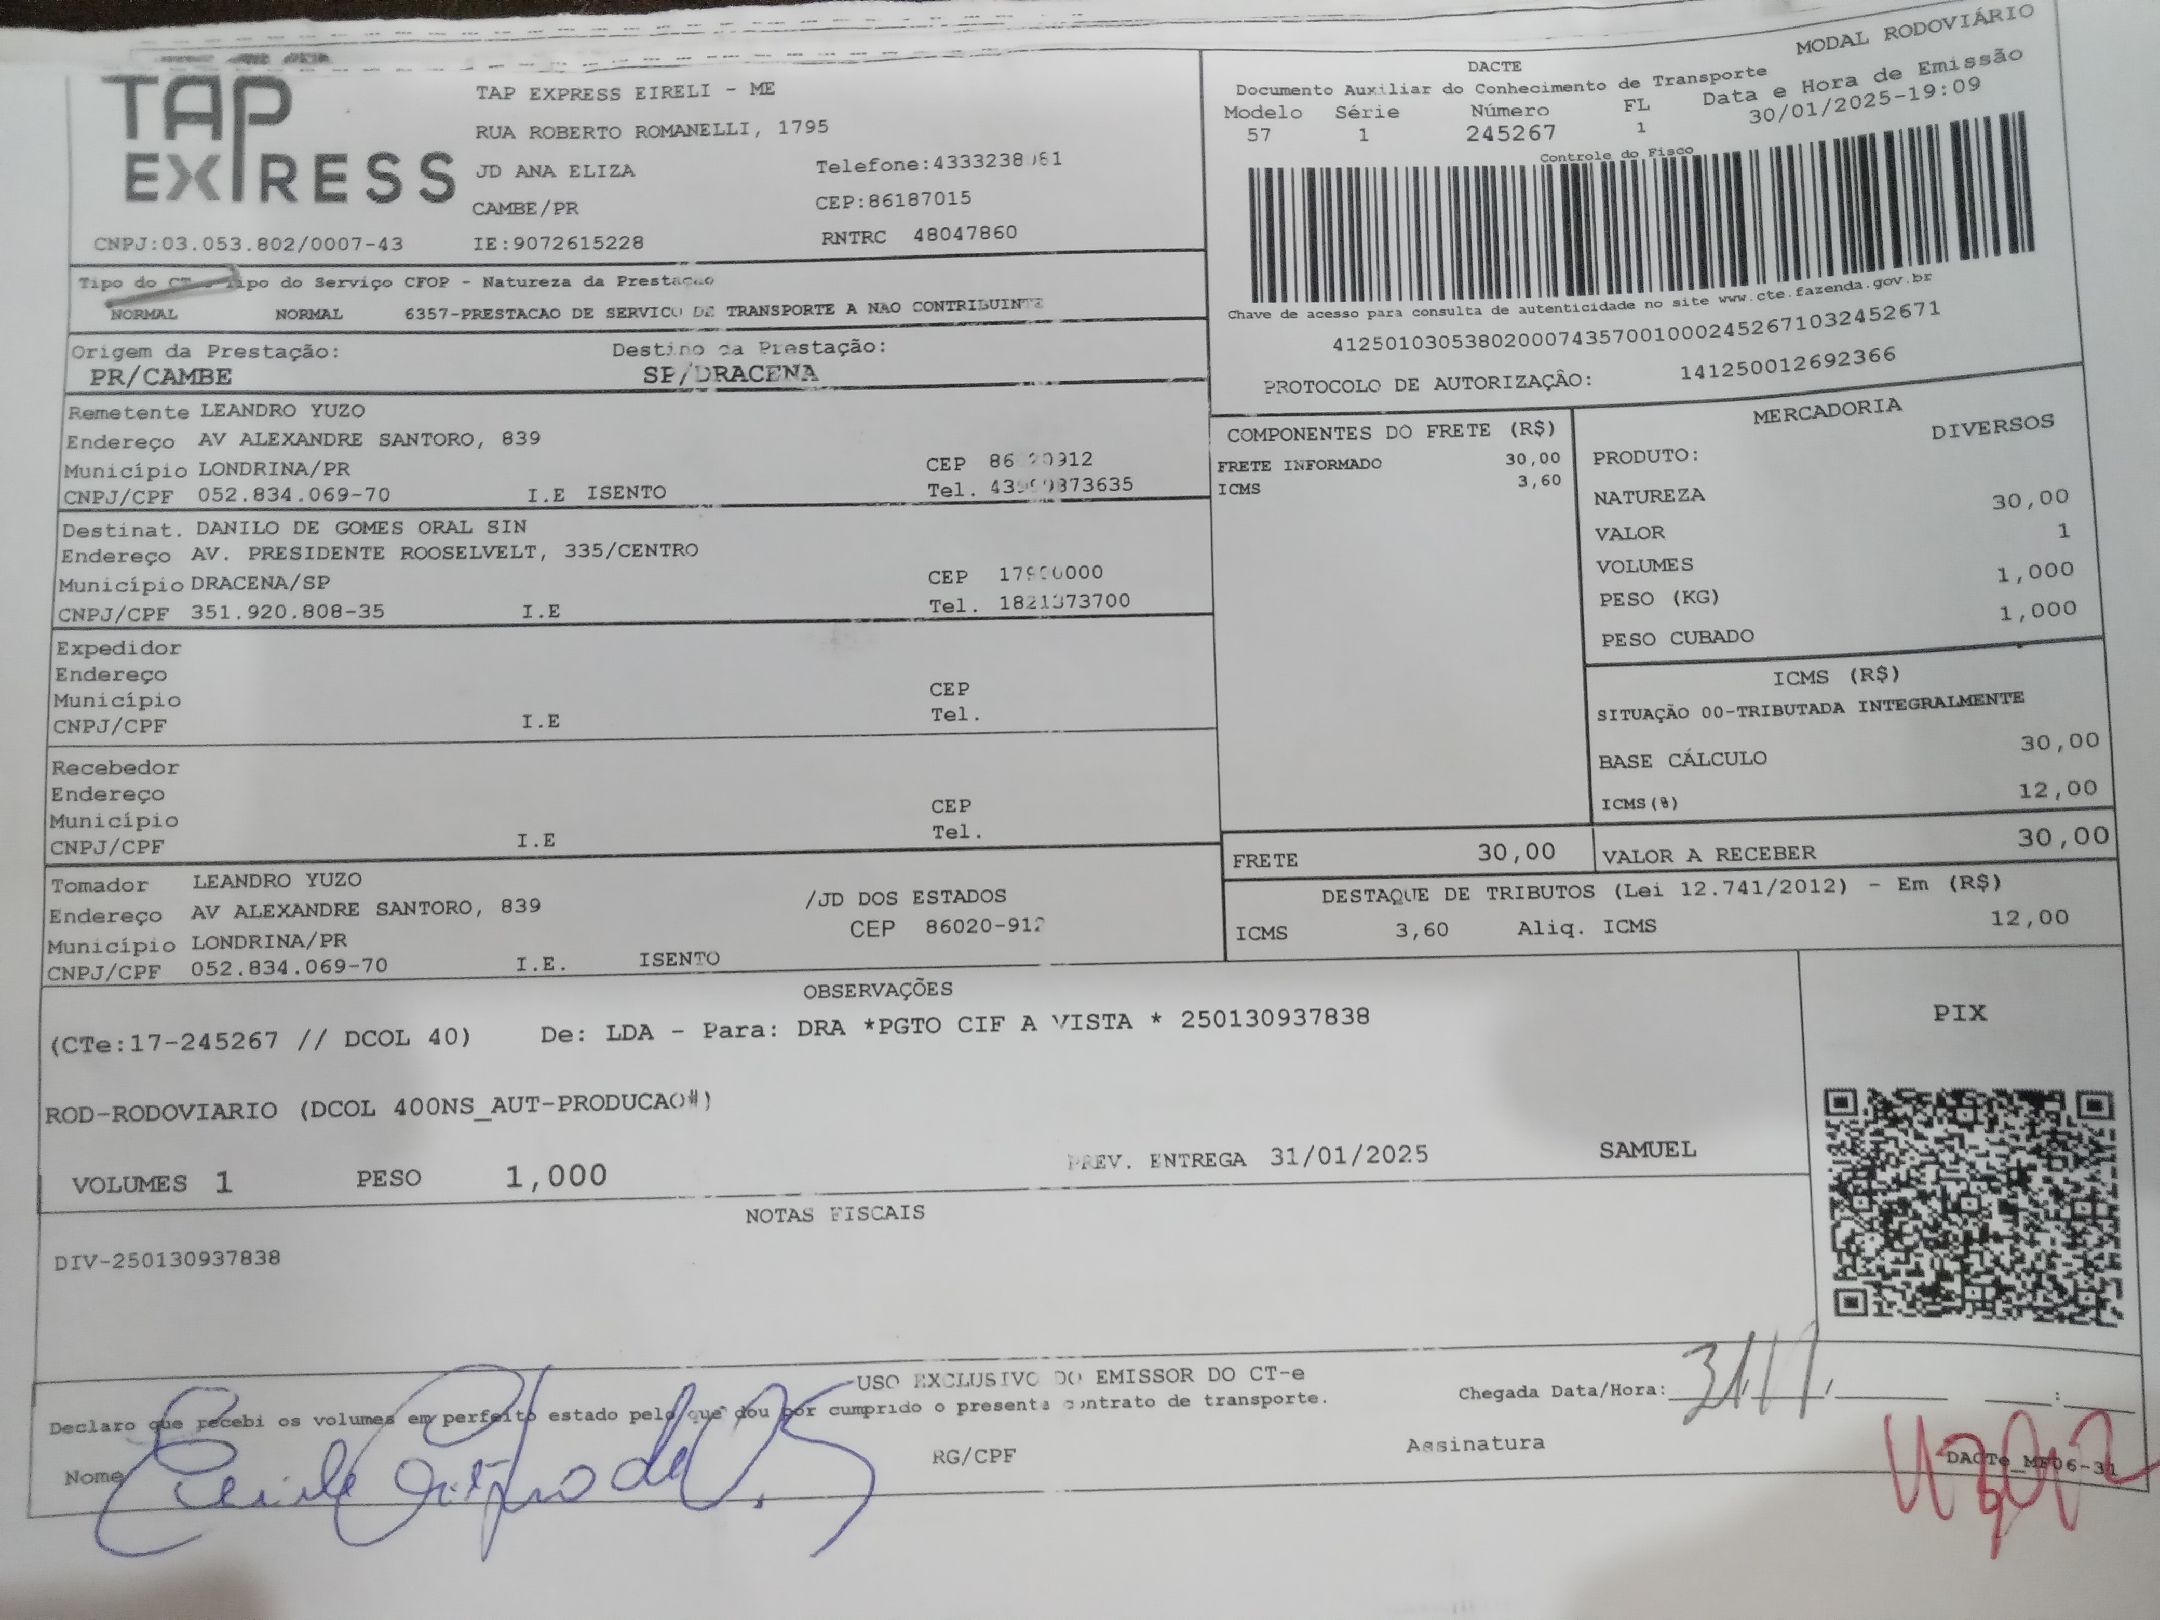 TAP EXPRESS
TAP EXPRESS EIRELI - ME
RUA ROBERTO ROMANELLI, 1795
JD ANA ELIZA
CAMBE/PR
CEP:86187015
CNPJ:03.053.802/0007-43 IE:9072615228 RNTRC 48047860
MODAL RODOVIÁRIO
DACTE
Documento Auxiliar do Conhecimento de Transporte
Modelo Série Número FL Data e Hora de Emissão
57 1 245267 1 30/01/2025-19:09
Controle do Fisco
Chave de acesso para consulta de autenticidade no site www.cte.fazenda.gov.br
41250103053802000743570010002452671032452671
PROTOCOLO DE AUTORIZAÇÃO: 141250012692366
Tipo do Tipo do Serviço CFOP - Natureza da Prestação
NORMAL NORMAL 6357-PRESTACAO DE SERVICO DE TRANSPORTE A NAO CONTRIBUINTE
Origem da Prestação: Destino da Prestação:
PR/CAMBE SP/DRACENA
Remetente LEANDRO YUZO
Endereço AV ALEXANDRE SANTORO, 839
Município LONDRINA/PR CEP
CNPJ/CPF 052.834.069-70 I.E ISENTO Tel.
Destinat. DANILO DE GOMES ORAL SIN
Endereço AV. PRESIDENTE ROOSELVELT, 335/CENTRO
Município DRACENA/SP CEP
CNPJ/CPF 351.920.808-35 I.E Tel. 1821373700
Expedidor
Endereço
Município CEP
CNPJ/CPF I.E Tel.
Recebedor
Endereço
Município CEP
CNPJ/CPF I.E Tel.
Tomador LEANDRO YUZO
Endereço AV ALEXANDRE SANTORO, 839 /JD DOS ESTADOS
Município LONDRINA/PR CEP 86020-912
CNPJ/CPF 052.834.069-70 I.E. ISENTO
COMPONENTES DO FRETE (R$)
FRETE INFORMADO 30,00
ICMS 3,60
MERCADORIA
PRODUTO: DIVERSOS
NATUREZA
VALOR 30,00
VOLUMES 1
PESO (KG) 1,000
PESO CUBADO 1,000
ICMS (R$)
SITUAÇÃO 00-TRIBUTADA INTEGRALMENTE
BASE CÁLCULO 30,00
ICMS(%) 12,00
FRETE 30,00 VALOR A RECEBER 30,00
DESTAQUE DE TRIBUTOS (Lei 12.741/2012) - Em (R$)
ICMS 3,60 Aliq. ICMS 12,00
OBSERVAÇÕES
(CTe:17-245267 // DCOL 40) De: LDA - Para: DRA *PGTO CIF A VISTA * 250130937838
ROD-RODOVIARIO (DCOL 400NS_AUT-PRODUCAO#)
VOLUMES 1 PESO 1,000 PREV. ENTREGA 31/01/2025 SAMUEL
PIX
NOTAS FISCAIS
DIV-250130937838
USO EXCLUSIVO DO EMISSOR DO CT-e
Declaro que recebi os volumes em perfeito estado pelo que dou por cumprido o presente contrato de transporte.
Chegada Data/Hora: 31/1/
Nome RG/CPF Assinatura DACTe_MF06-31